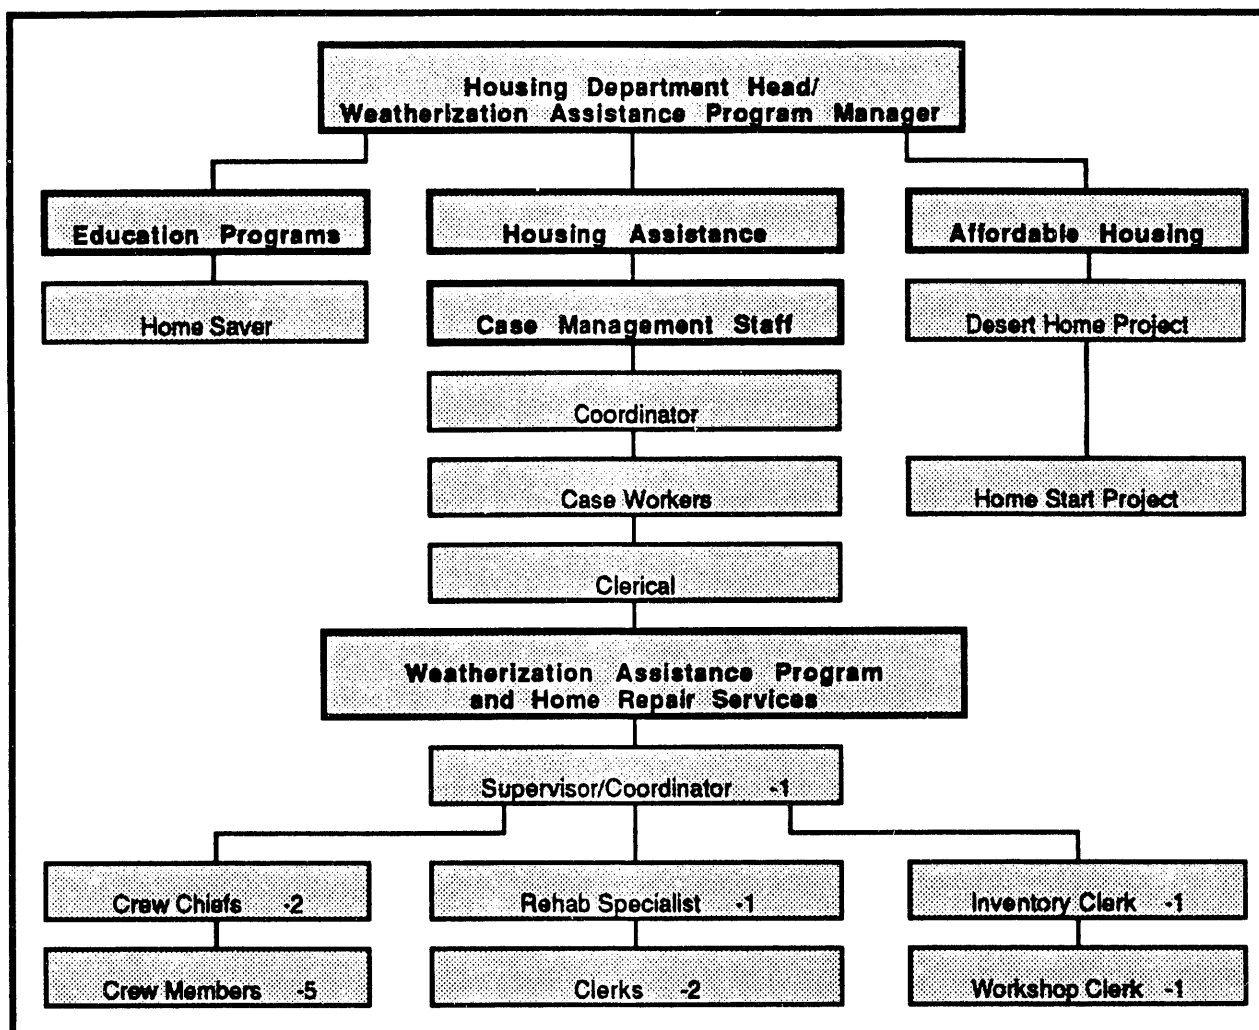 Housing Department Head/
Weatherization Assistance Program Manager
Education Programs
Housing Assistance
Affordable Housing
Home Saver
Case Management Staff
Desert Home Project
Coordinator
Case Workers
Home Start Project
Clerical
Weatherization Assistance Program
and Home Repair Services
Supervisor/Coordinator -1
Crew Chiefs -2
Rehab Specialist -1
Inventory Clerk -1
Crew Members -5
Clerks -2
Workshop Clerk -1